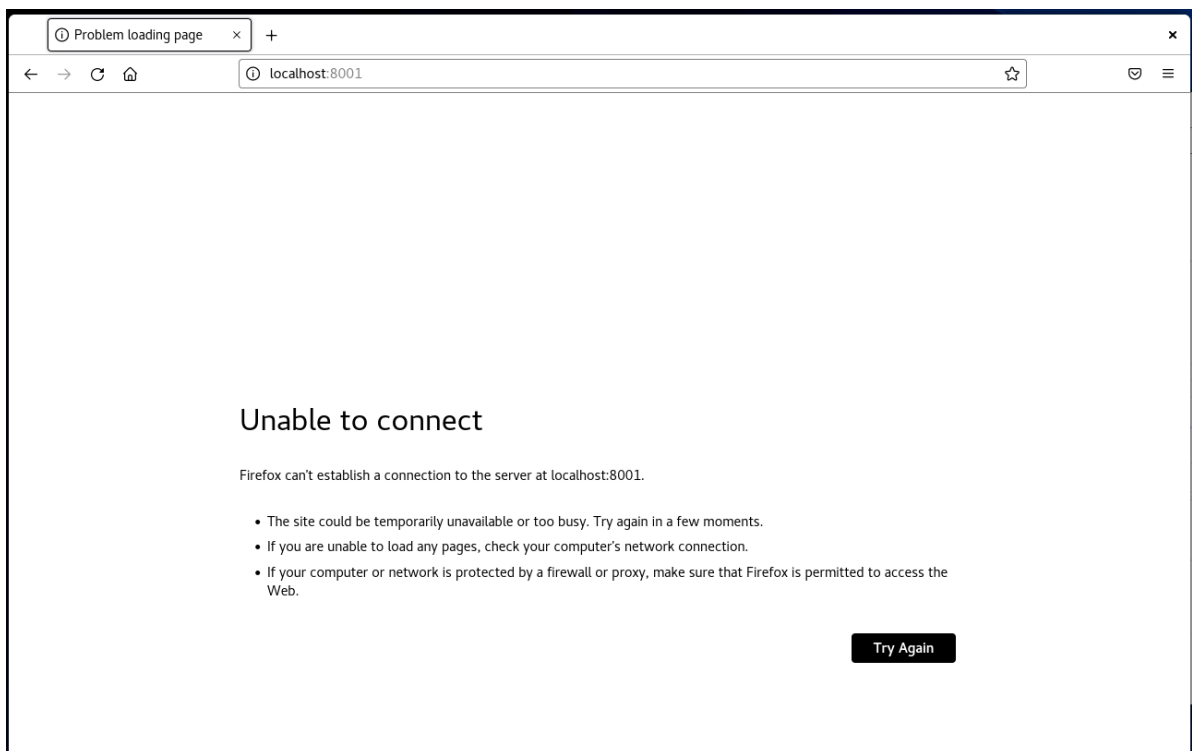 Problem loading page
localhost:8001
Unable to connect
Firefox can't establish a connection to the server at localhost:8001.
• The site could be temporarily unavailable or too busy. Try again in a few moments.
• If you are unable to load any pages, check your computer's network connection.
• If your computer or network is protected by a firewall or proxy, make sure that Firefox is permitted to access the
Web.
Try Again